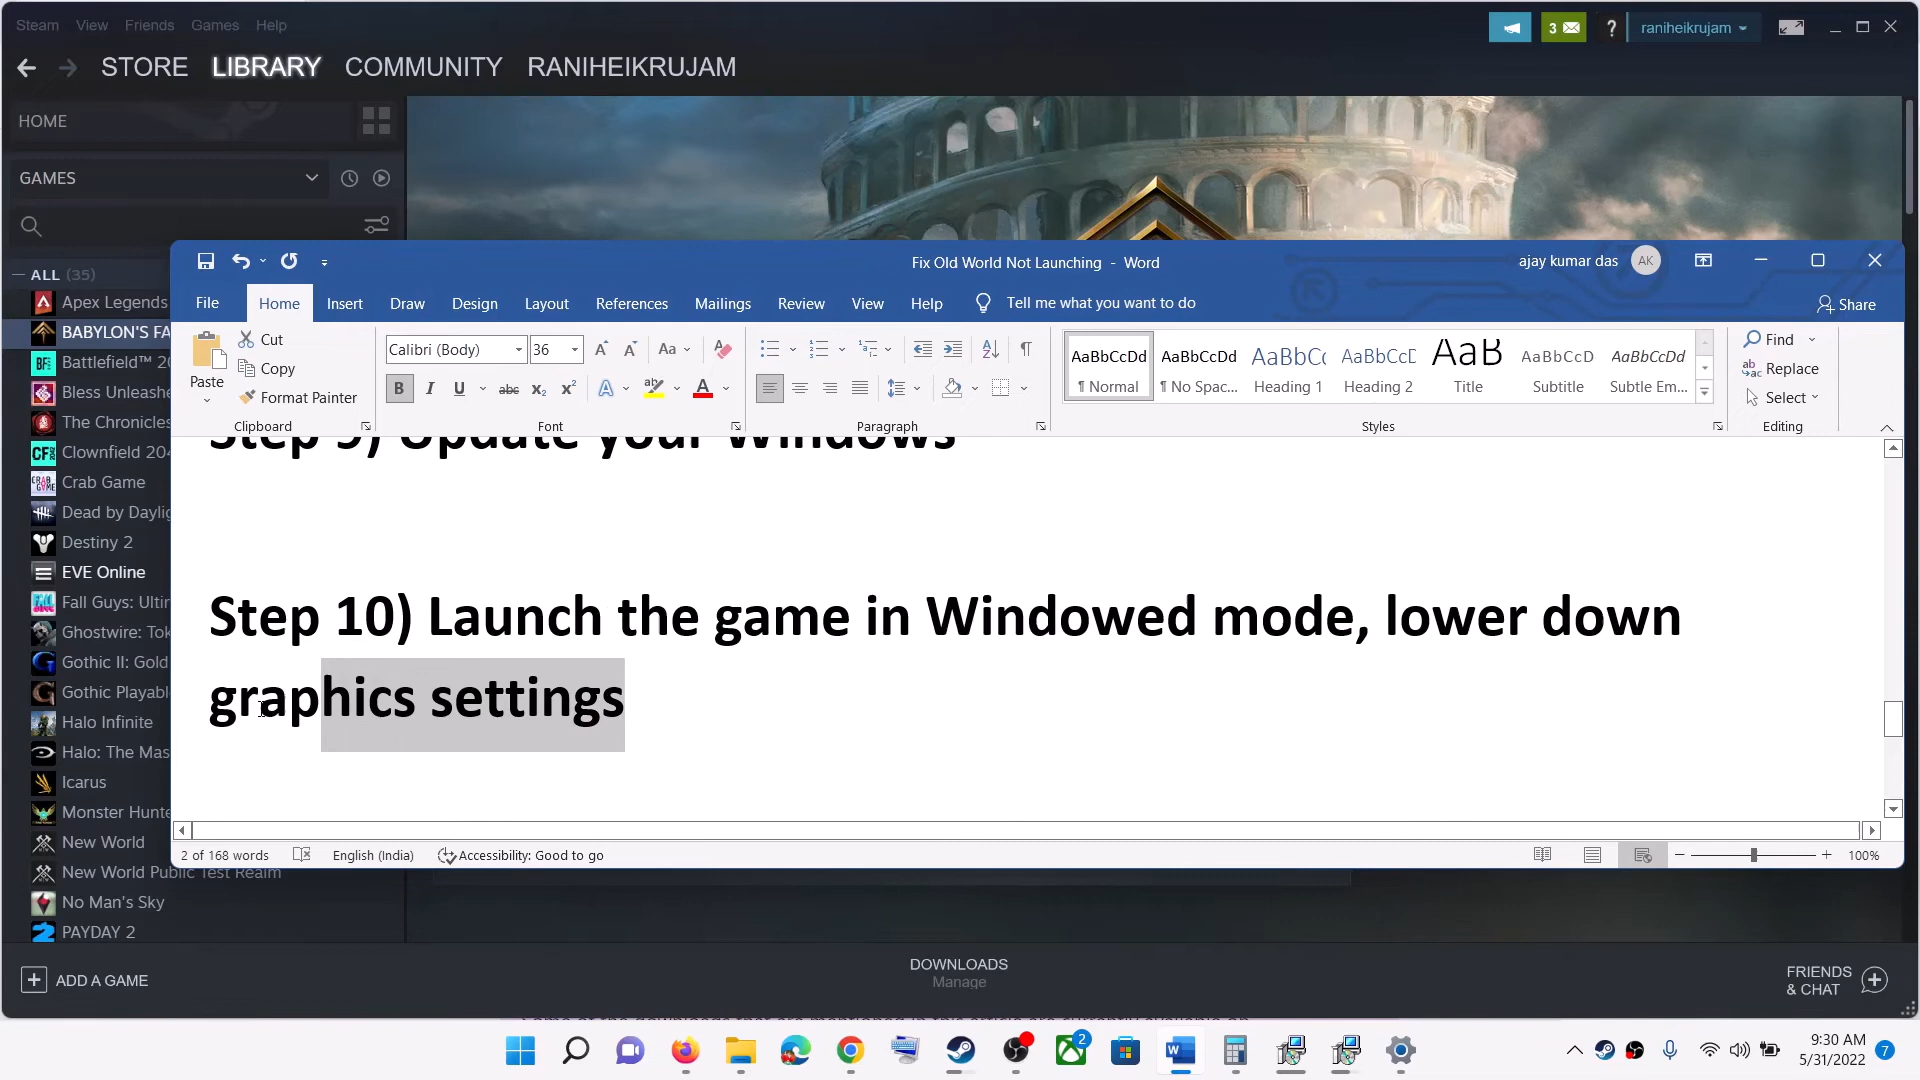 Steam View Friends Games Help
3 ? raniheikrujam
STORE LIBRARY COMMUNITY RANIHEIKRUJAM
HOME
GAMES
ALL (35)
Apex Legends
BABYLON'S FA
Battlefield™ 20
Bless Unleashe
The Chronicles
Clownfield 204
Crab Game
Dead by Daylig
Destiny 2
EVE Online
Fall Guys: Ultir
Ghostwire: Tok
Gothic II: Gold
Gothic Playabl
Halo Infinite
Halo: The Mas
Icarus
Monster Hunte
New World
New World Public Test Realm
No Man's Sky
PAYDAY 2
ADD A GAME
DOWNLOADS
Manage
FRIENDS
& CHAT
Fix Old World Not Launching - Word
ajay kumar das AK
File Home Insert Draw Design Layout References Mailings Review View Help Tell me what you want to do Share
Paste
Cut
Copy
Format Painter
Clipboard
Calibri (Body) 36
Font
Paragraph
AaBbCcDd
¶ Normal
AaBbCcDd
¶ No Spac...
AaBbCc
Heading 1
AaBbCcD
Heading 2
AaB
Title
AaBbCcD
Subtitle
AaBbCcDd
Subtle Em...
Styles
Find
Replace
Select
Editing
Step 9) Update your Windows
Step 10) Launch the game in Windowed mode, lower down
graphics settings
2 of 168 words English (India) Accessibility: Good to go 100%
2
9:30 AM
5/31/2022
7